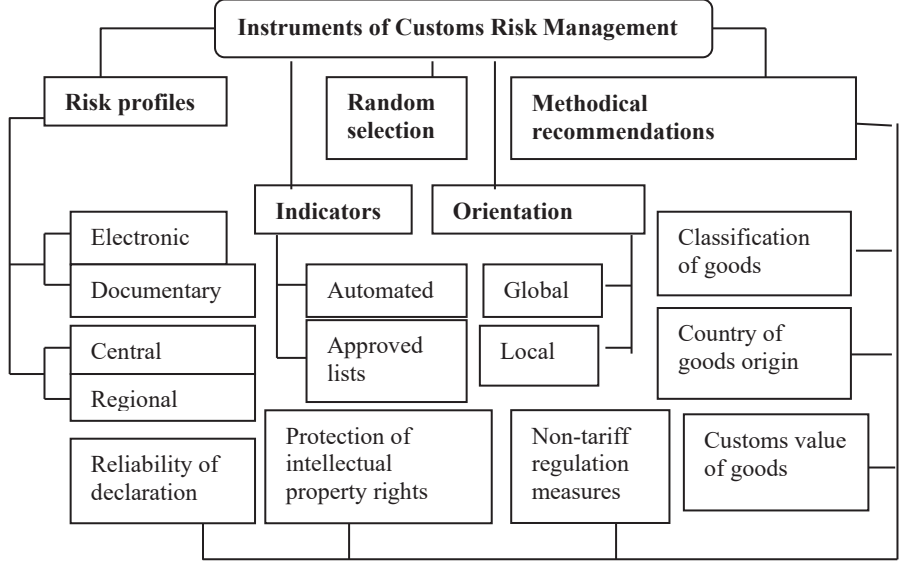 Instruments of Customs Risk Management
Risk profiles
Random
selection
Methodical
recommendations
Indicators
Orientation
Electronic
Documentary
Central
Regional
Automated
Approved
lists
Global
Local
Classification
of goods
Country of
goods origin
Reliability of
declaration
Protection of
intellectual
property rights
Non-tariff
regulation
measures
Customs value
of goods